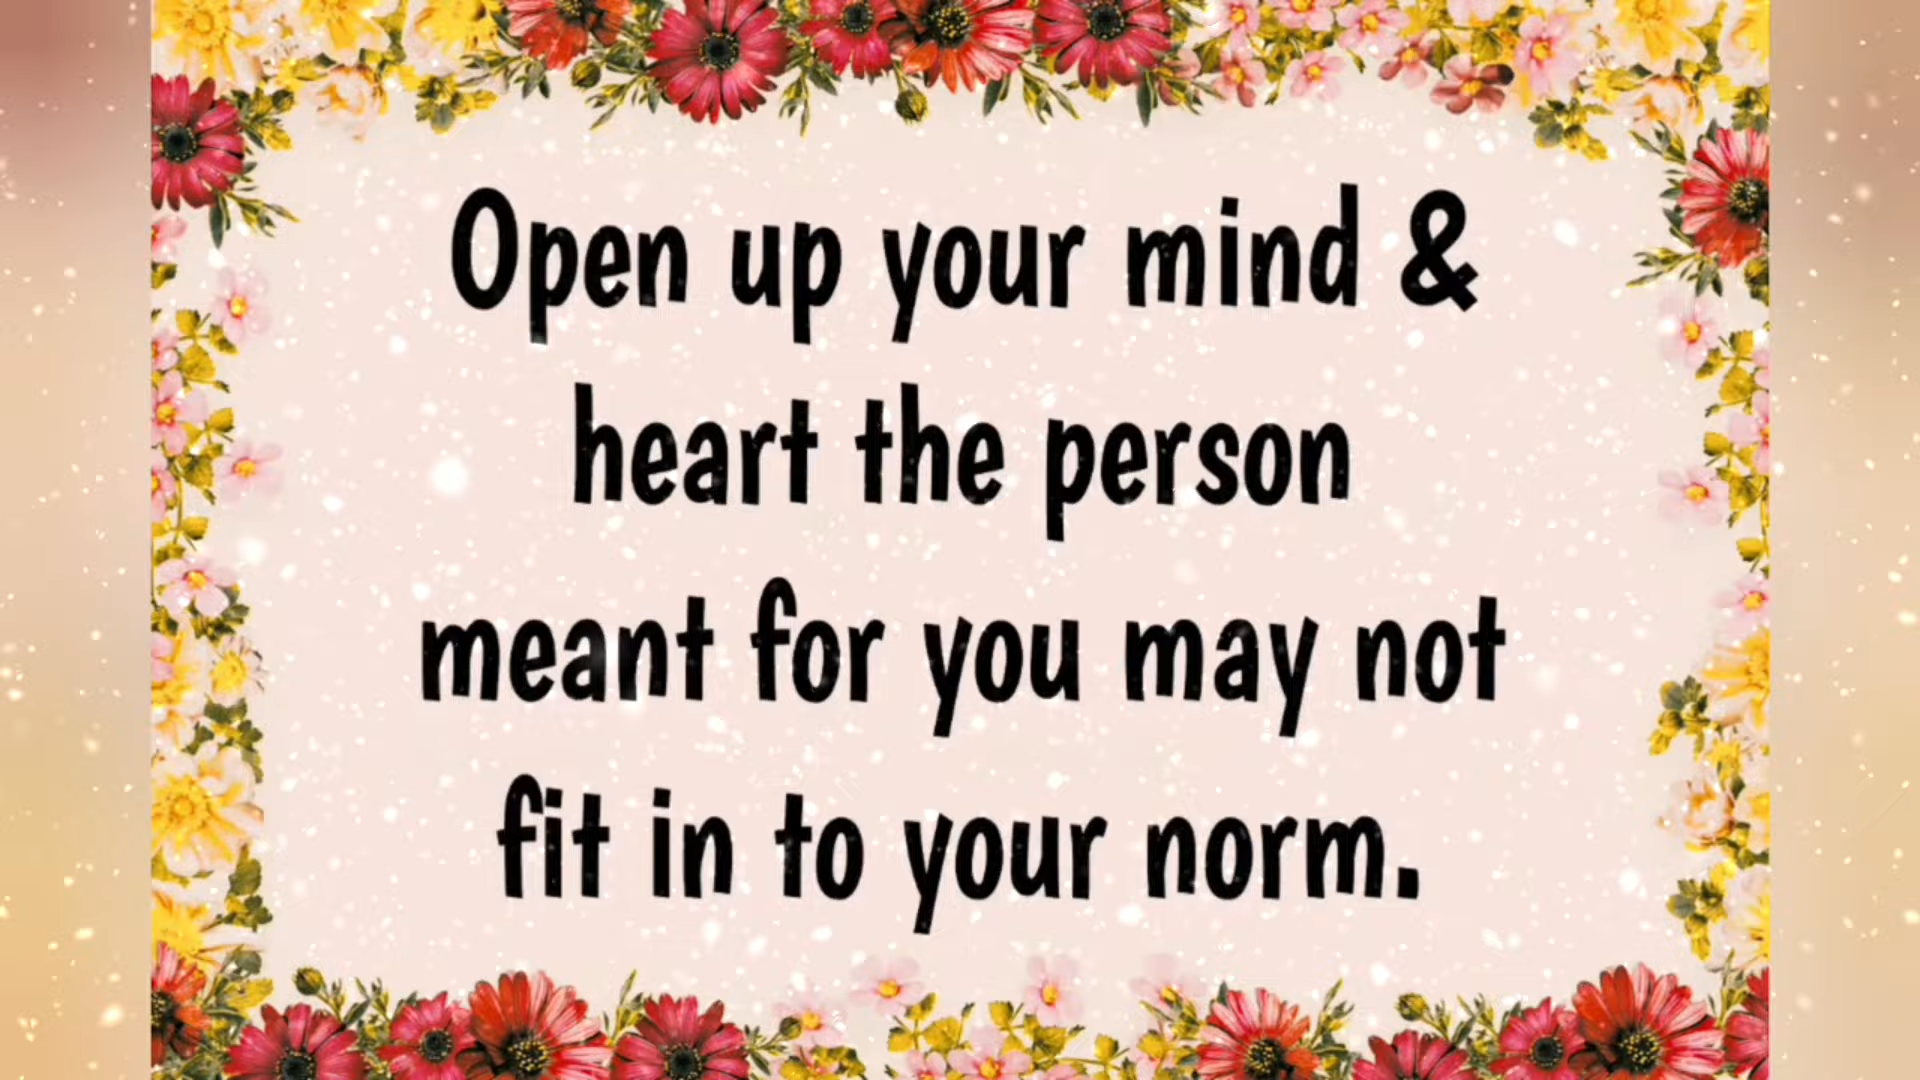 Open up your mind &
heart the person
meant for you may not
fit in to your norm.